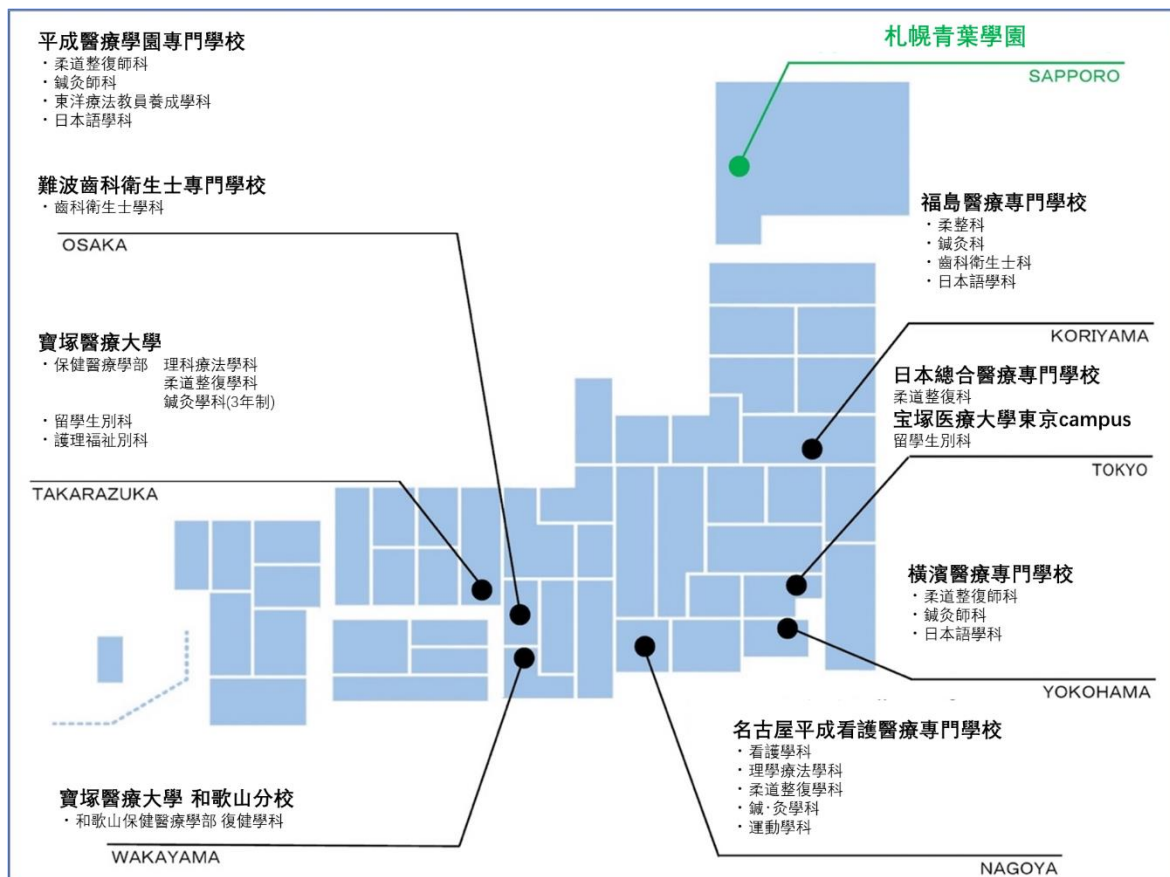 平成醫療學園專門學校
・柔道整復師科
・鍼灸師科
・東洋療法教員養成學科
・日本語學科
難波齒科衛生士專門學校
・齒科衛生士學科
OSAKA
寶塚醫療大學
・保健醫療學部 理科療法學科
柔道整復學科
鍼灸學科(3年制)
・留學生別科
・護理福祉別科
TAKARAZUKA
寶塚醫療大學 和歌山分校
・和歌山保健醫療學部 復健學科
WAKAYAMA
札幌青葉學園
SAPPORO
福島醫療專門學校
・柔整科
・鍼灸科
・齒科衛生士科
・日本語學科
KORIYAMA
日本總合醫療專門學校
柔道整復科
宝塚医療大學東京campus
留學生別科
TOKYO
橫濱醫療專門學校
・柔道整復師科
・鍼灸師科
・日本語學科
YOKOHAMA
名古屋平成看護醫療專門學校
・看護學科
・理學療法學科
・柔道整復學科
・鍼·灸學科
・運動學科
NAGOYA